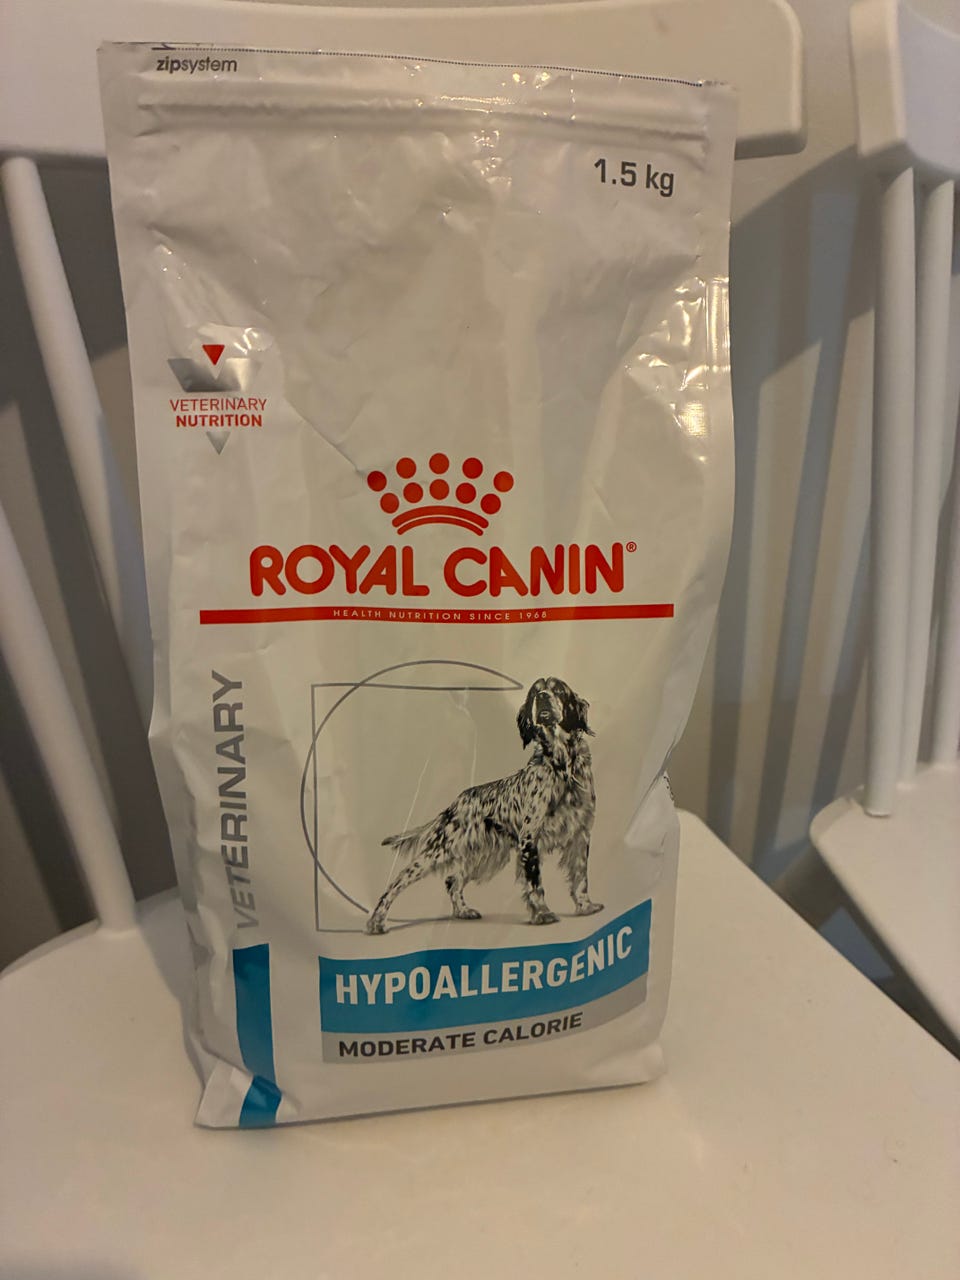 zipsystem
1.5 kg
VETERINARY
NUTRITION
ROYAL CANIN®
HEALTH NUTRITION SINCE 1968
VETERINARY
HYPOALLERGENIC
MODERATE CALORIE